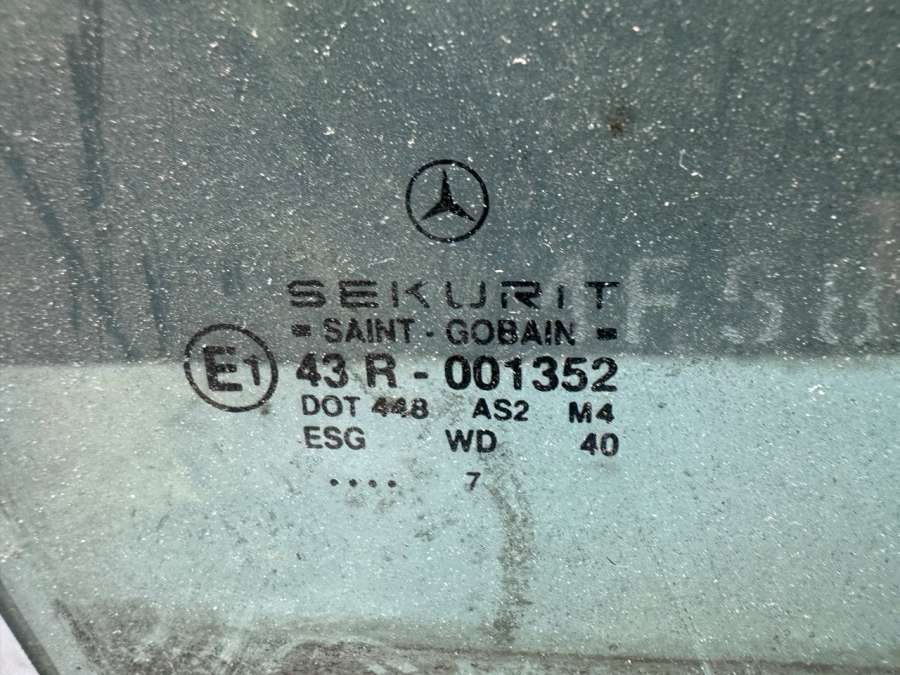 SEKURIT
= SAINT - GOBAIN =
E1 43 R - 001352
DOT 448 AS2 M4
ESG WD 40
.... 7